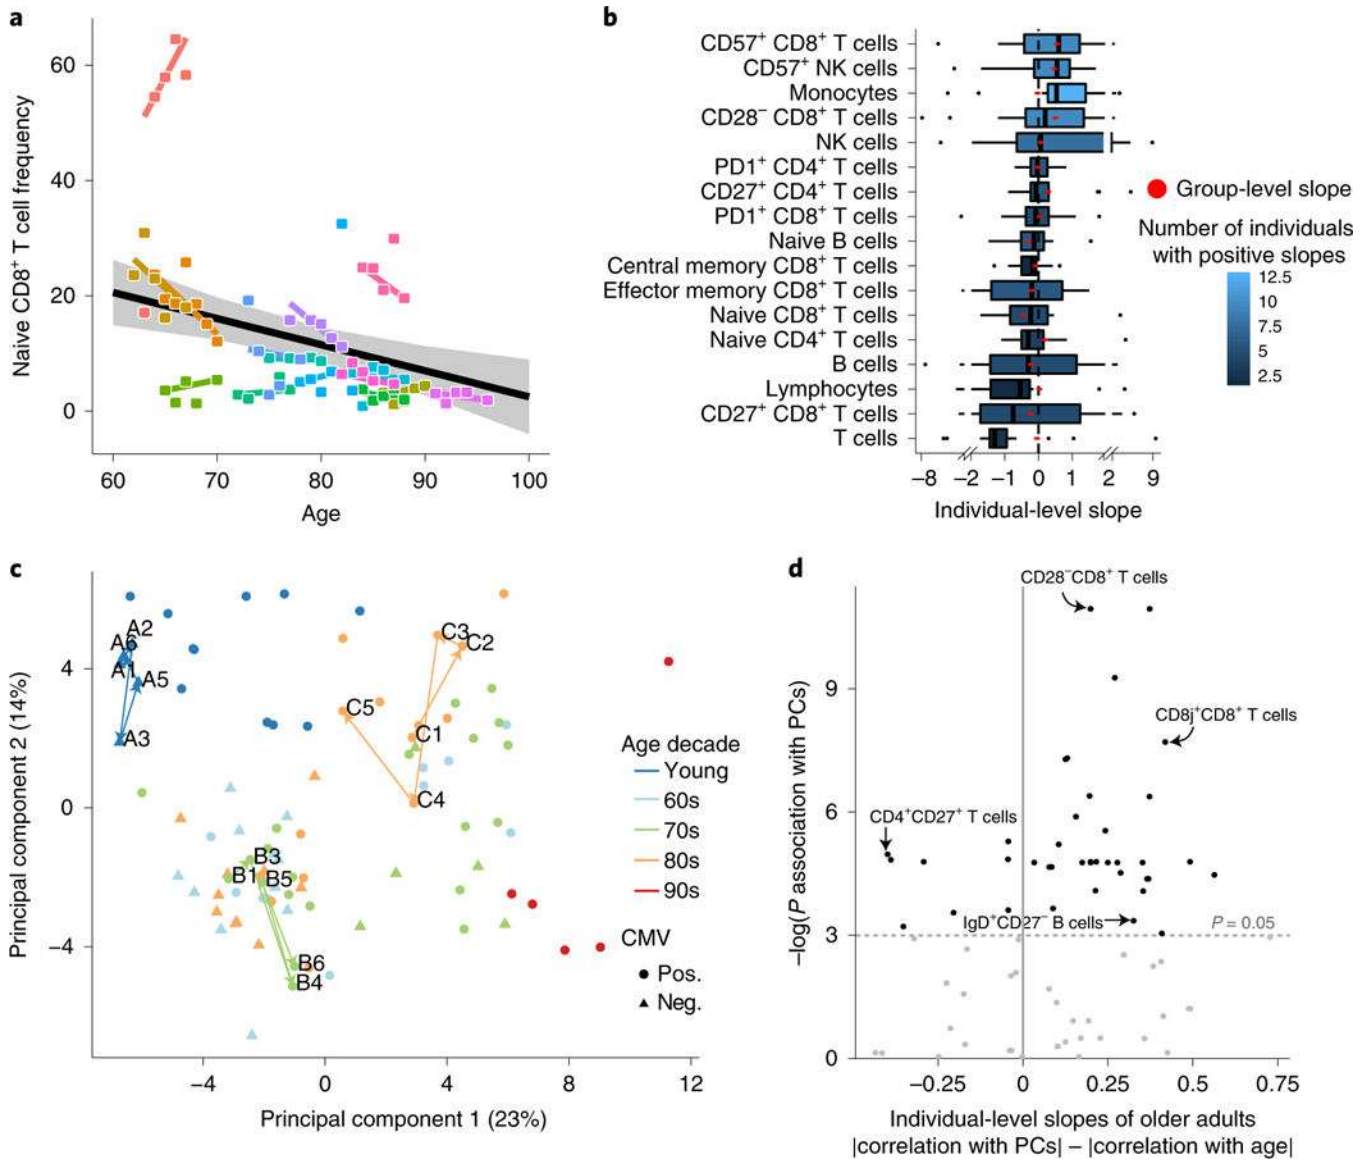 a
60
40
20
0
Naive CD8⁺ T cell frequency
60 70 80 90 100
Age
b
CD57⁺ CD8⁺ T cells
CD57⁺ NK cells
Monocytes
CD28⁻ CD8⁺ T cells
NK cells
PD1⁺ CD4⁺ T cells
CD27⁺ CD4⁺ T cells
PD1⁺ CD8⁺ T cells
Naive B cells
Central memory CD8⁺ T cells
Effector memory CD8⁺ T cells
Naive CD8⁺ T cells
Naive CD4⁺ T cells
B cells
Lymphocytes
CD27⁺ CD8⁺ T cells
T cells
−8 −2 −1 0 1 2 9
Individual-level slope
Group-level slope
Number of individuals
with positive slopes
12.5
10
7.5
5
2.5
c
4
0
−4
Principal component 2 (14%)
A2
A6
A1
A5
A3
C3
C2
C5
C1
C4
B3
B1
B5
B6
B4
−4 0 4 8 12
Principal component 1 (23%)
Age decade
Young
60s
70s
80s
90s
CMV
Pos.
Neg.
d
9
6
3
0
−log(P association with PCs)
CD28⁻CD8⁺ T cells
CD8j⁺CD8⁺ T cells
CD4⁺CD27⁺ T cells
IgD⁺CD27⁻ B cells
P = 0.05
−0.25 0 0.25 0.5 0.75
Individual-level slopes of older adults
|correlation with PCs| − |correlation with age|